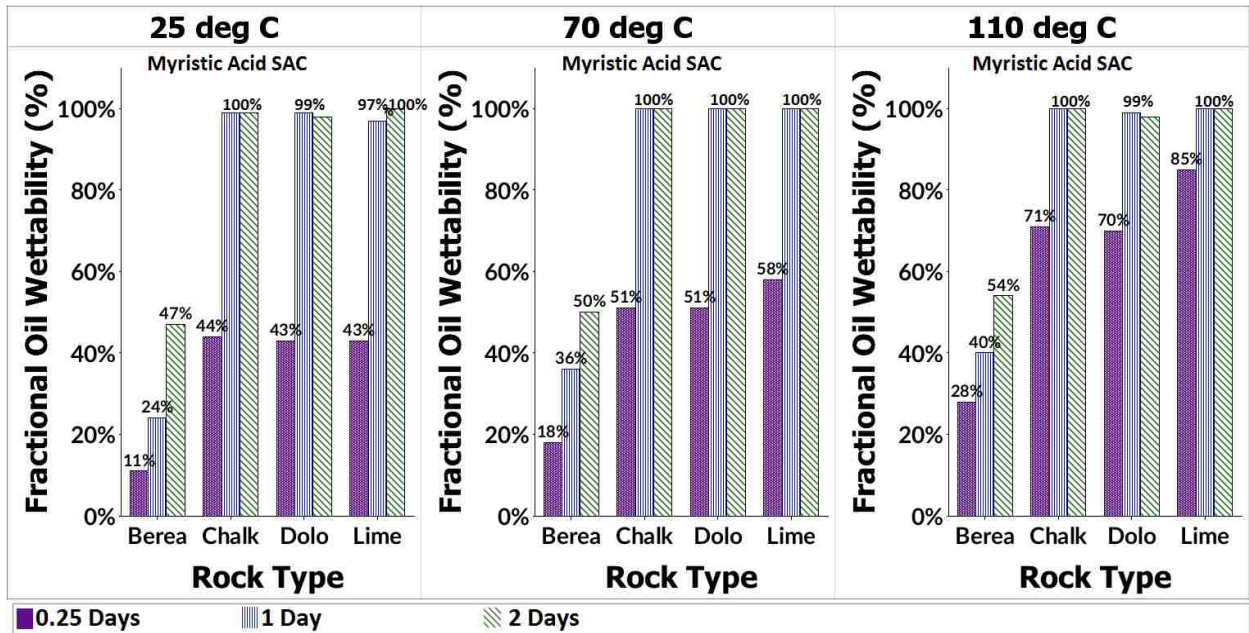 25 deg C
70 deg C
110 deg C
Myristic Acid SAC
Fractional Oil Wettability (%)
100%
80%
60%
40%
20%
0%
11%
24%
47%
44%
100%
43%
99%
43%
97%
100%
Berea Chalk Dolo Lime
Rock Type
Myristic Acid SAC
Fractional Oil Wettability (%)
100%
80%
60%
40%
20%
0%
18%
36%
50%
51%
100%
51%
100%
58%
100%
Berea Chalk Dolo Lime
Rock Type
Myristic Acid SAC
Fractional Oil Wettability (%)
100%
80%
60%
40%
20%
0%
28%
40%
54%
71%
100%
70%
99%
85%
100%
Berea Chalk Dolo Lime
Rock Type
0.25 Days 1 Day 2 Days